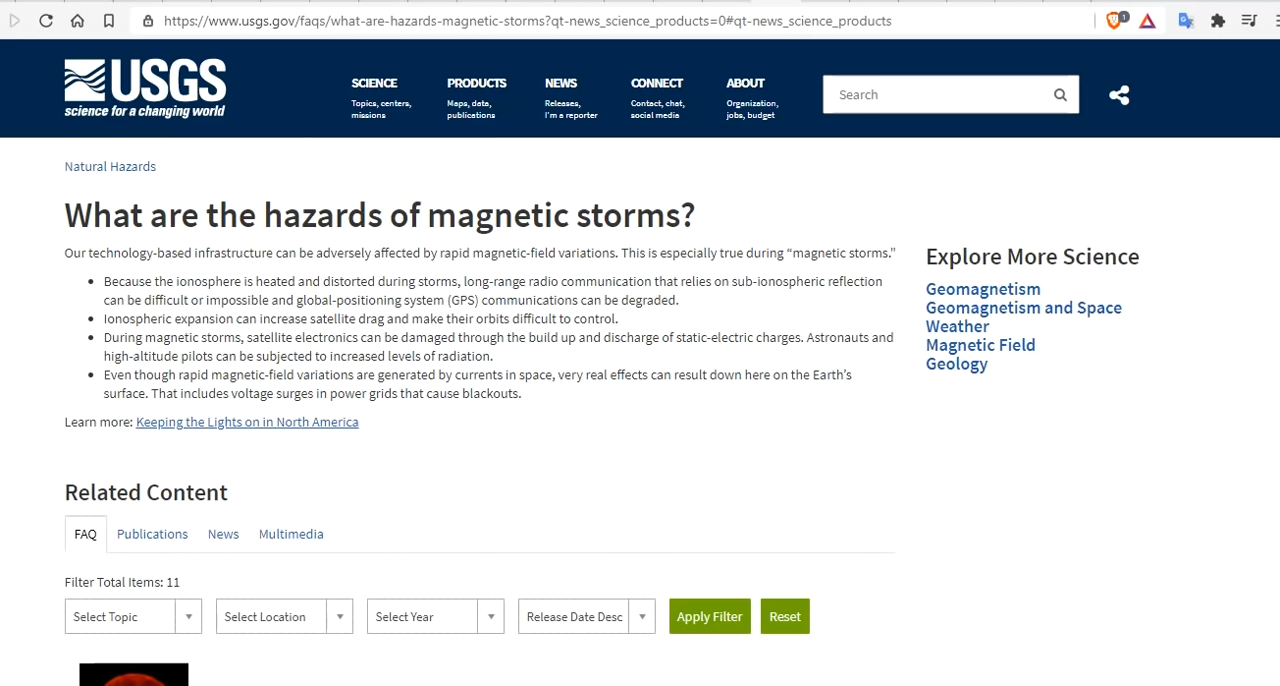 https://www.usgs.gov/faqs/what-are-hazards-magnetic-storms?qt-news_science_products=0#qt-news_science_products
1
USGS
science for a changing world
SCIENCE
Topics, centers,
missions
PRODUCTS
Maps, data,
publications
NEWS
Releases,
I'm a reporter
CONNECT
Contact, chat,
social media
ABOUT
Organization,
jobs, budget
Search
Natural Hazards
What are the hazards of magnetic storms?
Our technology-based infrastructure can be adversely affected by rapid magnetic-field variations. This is especially true during “magnetic storms.”
• Because the ionosphere is heated and distorted during storms, long-range radio communication that relies on sub-ionospheric reflection
can be difficult or impossible and global-positioning system (GPS) communications can be degraded.
• Ionospheric expansion can increase satellite drag and make their orbits difficult to control.
• During magnetic storms, satellite electronics can be damaged through the build up and discharge of static-electric charges. Astronauts and
high-altitude pilots can be subjected to increased levels of radiation.
• Even though rapid magnetic-field variations are generated by currents in space, very real effects can result down here on the Earth’s
surface. That includes voltage surges in power grids that cause blackouts.
Learn more: Keeping the Lights on in North America
Explore More Science
Geomagnetism
Geomagnetism and Space
Weather
Magnetic Field
Geology
Related Content
FAQ Publications News Multimedia
Filter Total Items: 11
Select Topic Select Location Select Year Release Date Desc Apply Filter Reset